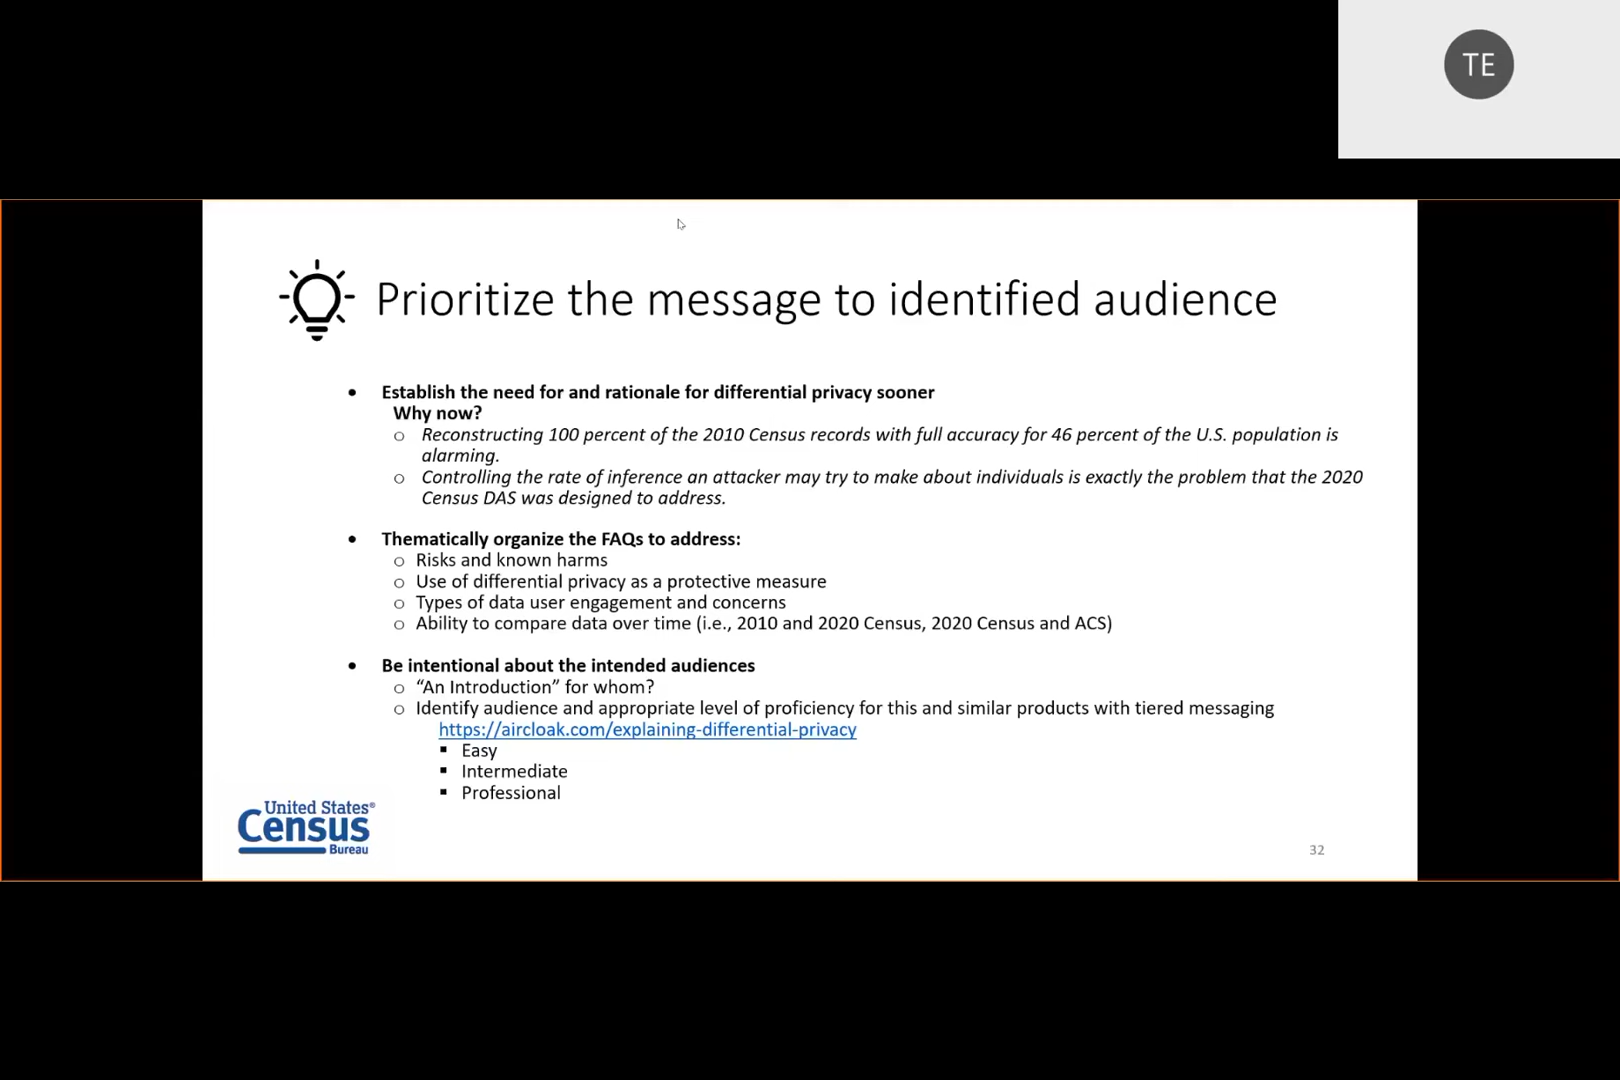 TE
Prioritize the message to identified audience
• Establish the need for and rationale for differential privacy sooner
Why now?
o Reconstructing 100 percent of the 2010 Census records with full accuracy for 46 percent of the U.S. population is
alarming.
o Controlling the rate of inference an attacker may try to make about individuals is exactly the problem that the 2020
Census DAS was designed to address.
• Thematically organize the FAQs to address:
o Risks and known harms
o Use of differential privacy as a protective measure
o Types of data user engagement and concerns
o Ability to compare data over time (i.e., 2010 and 2020 Census, 2020 Census and ACS)
• Be intentional about the intended audiences
o “An Introduction” for whom?
o Identify audience and appropriate level of proficiency for this and similar products with tiered messaging
https://aircloak.com/explaining-differential-privacy
▪ Easy
▪ Intermediate
▪ Professional
United States®
Census
Bureau
32